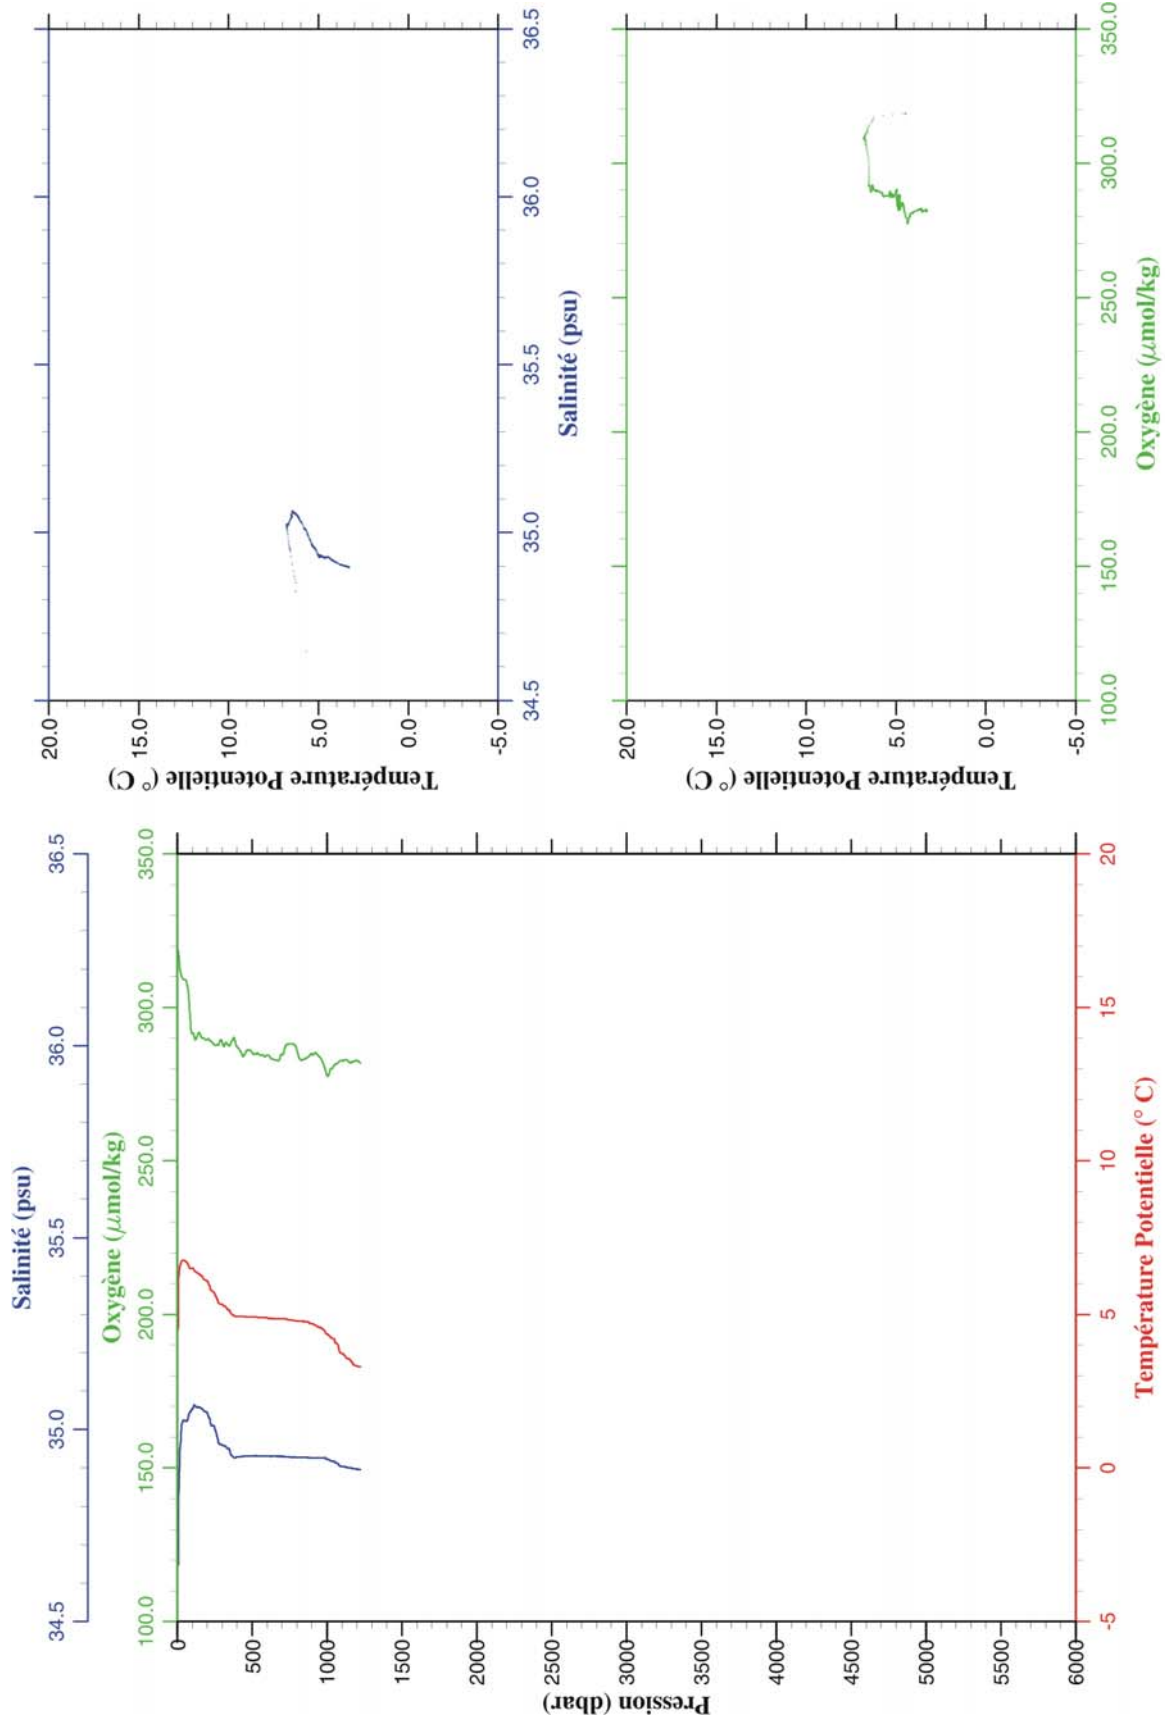 Salinité (psu)
34.5 35.0 35.5 36.0 36.5
Oxygène (μmol/kg)
100.0 150.0 200.0 250.0 300.0 350.0
Pression (dbar)
0
500
1000
1500
2000
2500
3000
3500
4000
4500
5000
5500
6000
-5 0 5 10 15 20
Température Potentielle (° C)
Température Potentielle (° C)
20.0
15.0
10.0
5.0
0.0
-5.0
34.5 35.0 35.5 36.0 36.5
Salinité (psu)
Température Potentielle (° C)
20.0
15.0
10.0
5.0
0.0
-5.0
100.0 150.0 200.0 250.0 300.0 350.0
Oxygène (μmol/kg)